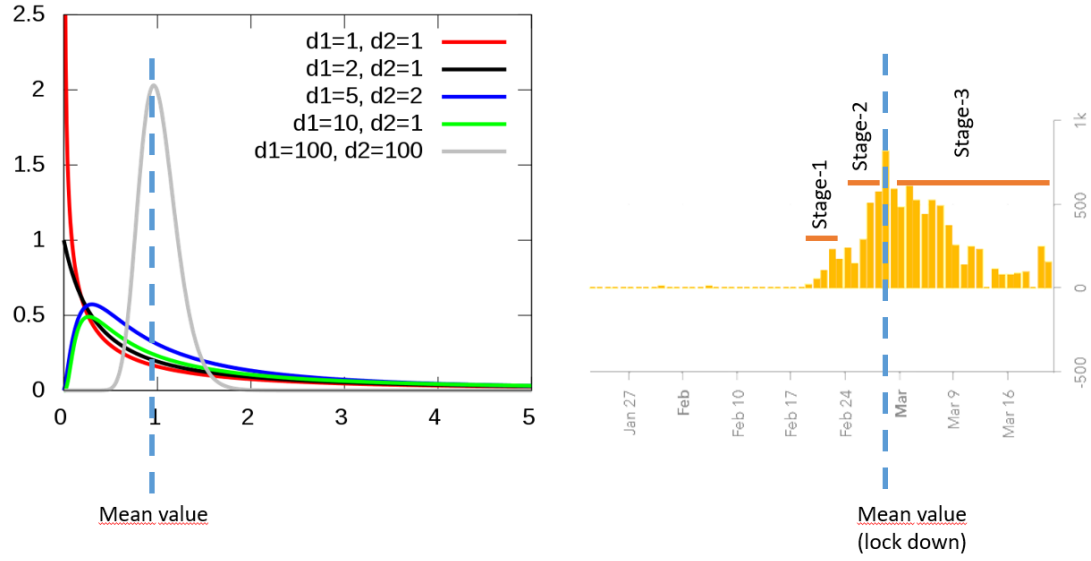 2.5
2
1.5
1
0.5
0
0
1
2
3
4
5
d1=1, d2=1
d1=2, d2=1
d1=5, d2=2
d1=10, d2=1
d1=100, d2=100
Mean value
Stage-1
Stage-2
Stage-3
1k
500
0
-500
Jan 27
Feb
Feb 10
Feb 17
Feb 24
Mar
Mar 9
Mar 16
Mean value
(lock down)